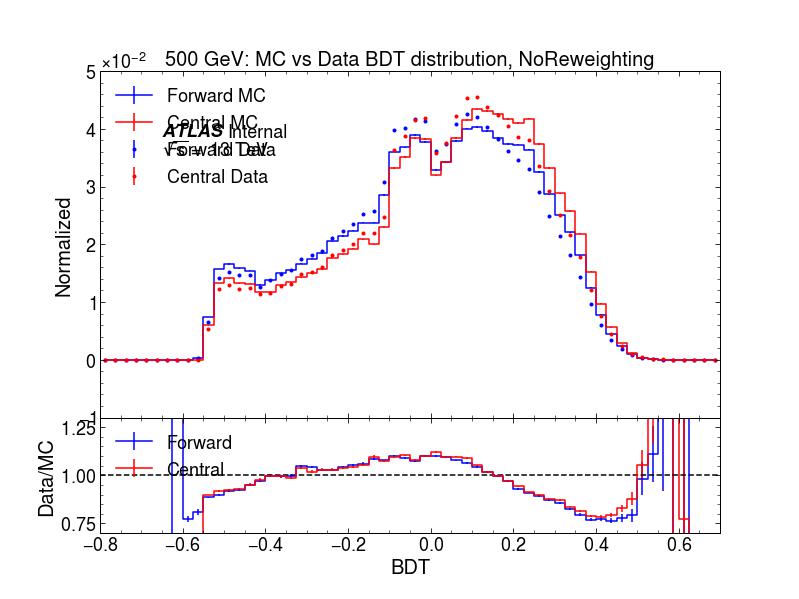 ×10⁻² 500 GeV: MC vs Data BDT distribution, NoReweighting
5
4
3
2
1
0
−1
Normalized
Forward MC
Central MC
ATLAS Internal
√s = 13 TeV
Forward Data
Central Data
1.25
1.00
0.75
Data/MC
Forward
Central
−0.8 −0.6 −0.4 −0.2 0.0 0.2 0.4 0.6
BDT